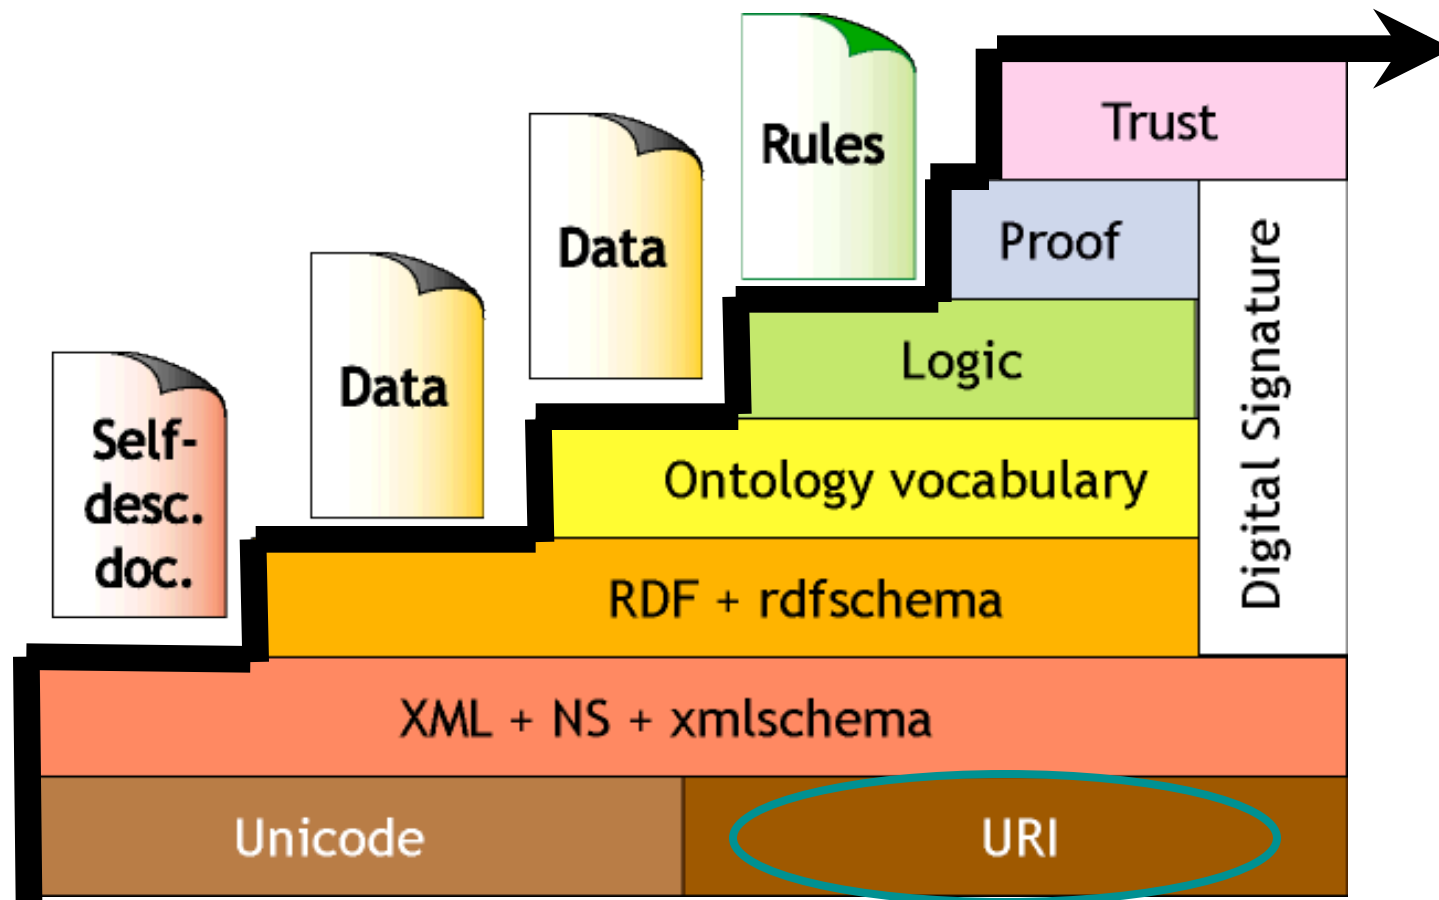 Rules
Trust
Data
Proof
Data
Logic
Digital Signature
Self-
desc.
doc.
Ontology vocabulary
RDF + rdfschema
XML + NS + xmlschema
Unicode
URI